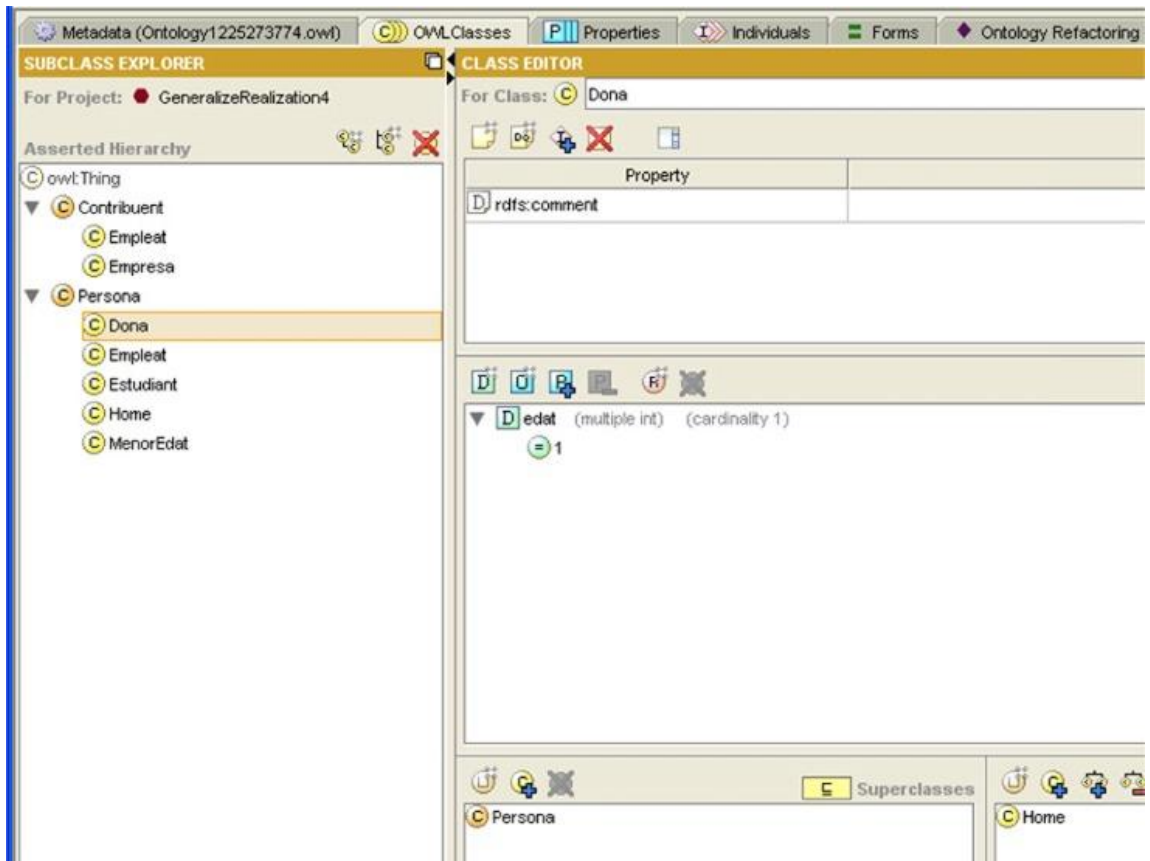 Metadata (Ontology1225273774.owl)
OWLClasses
Properties
Individuals
Forms
Ontology Refactoring
SUBCLASS EXPLORER
For Project: GeneralizeRealization4
Asserted Hierarchy
owl:Thing
Contribuent
Empleat
Empresa
Persona
Dona
Empleat
Estudiant
Home
MenorEdat
CLASS EDITOR
For Class: Dona
Property
rdfs:comment
edat (multiple int) (cardinality 1)
= 1
Superclasses
Persona
Home